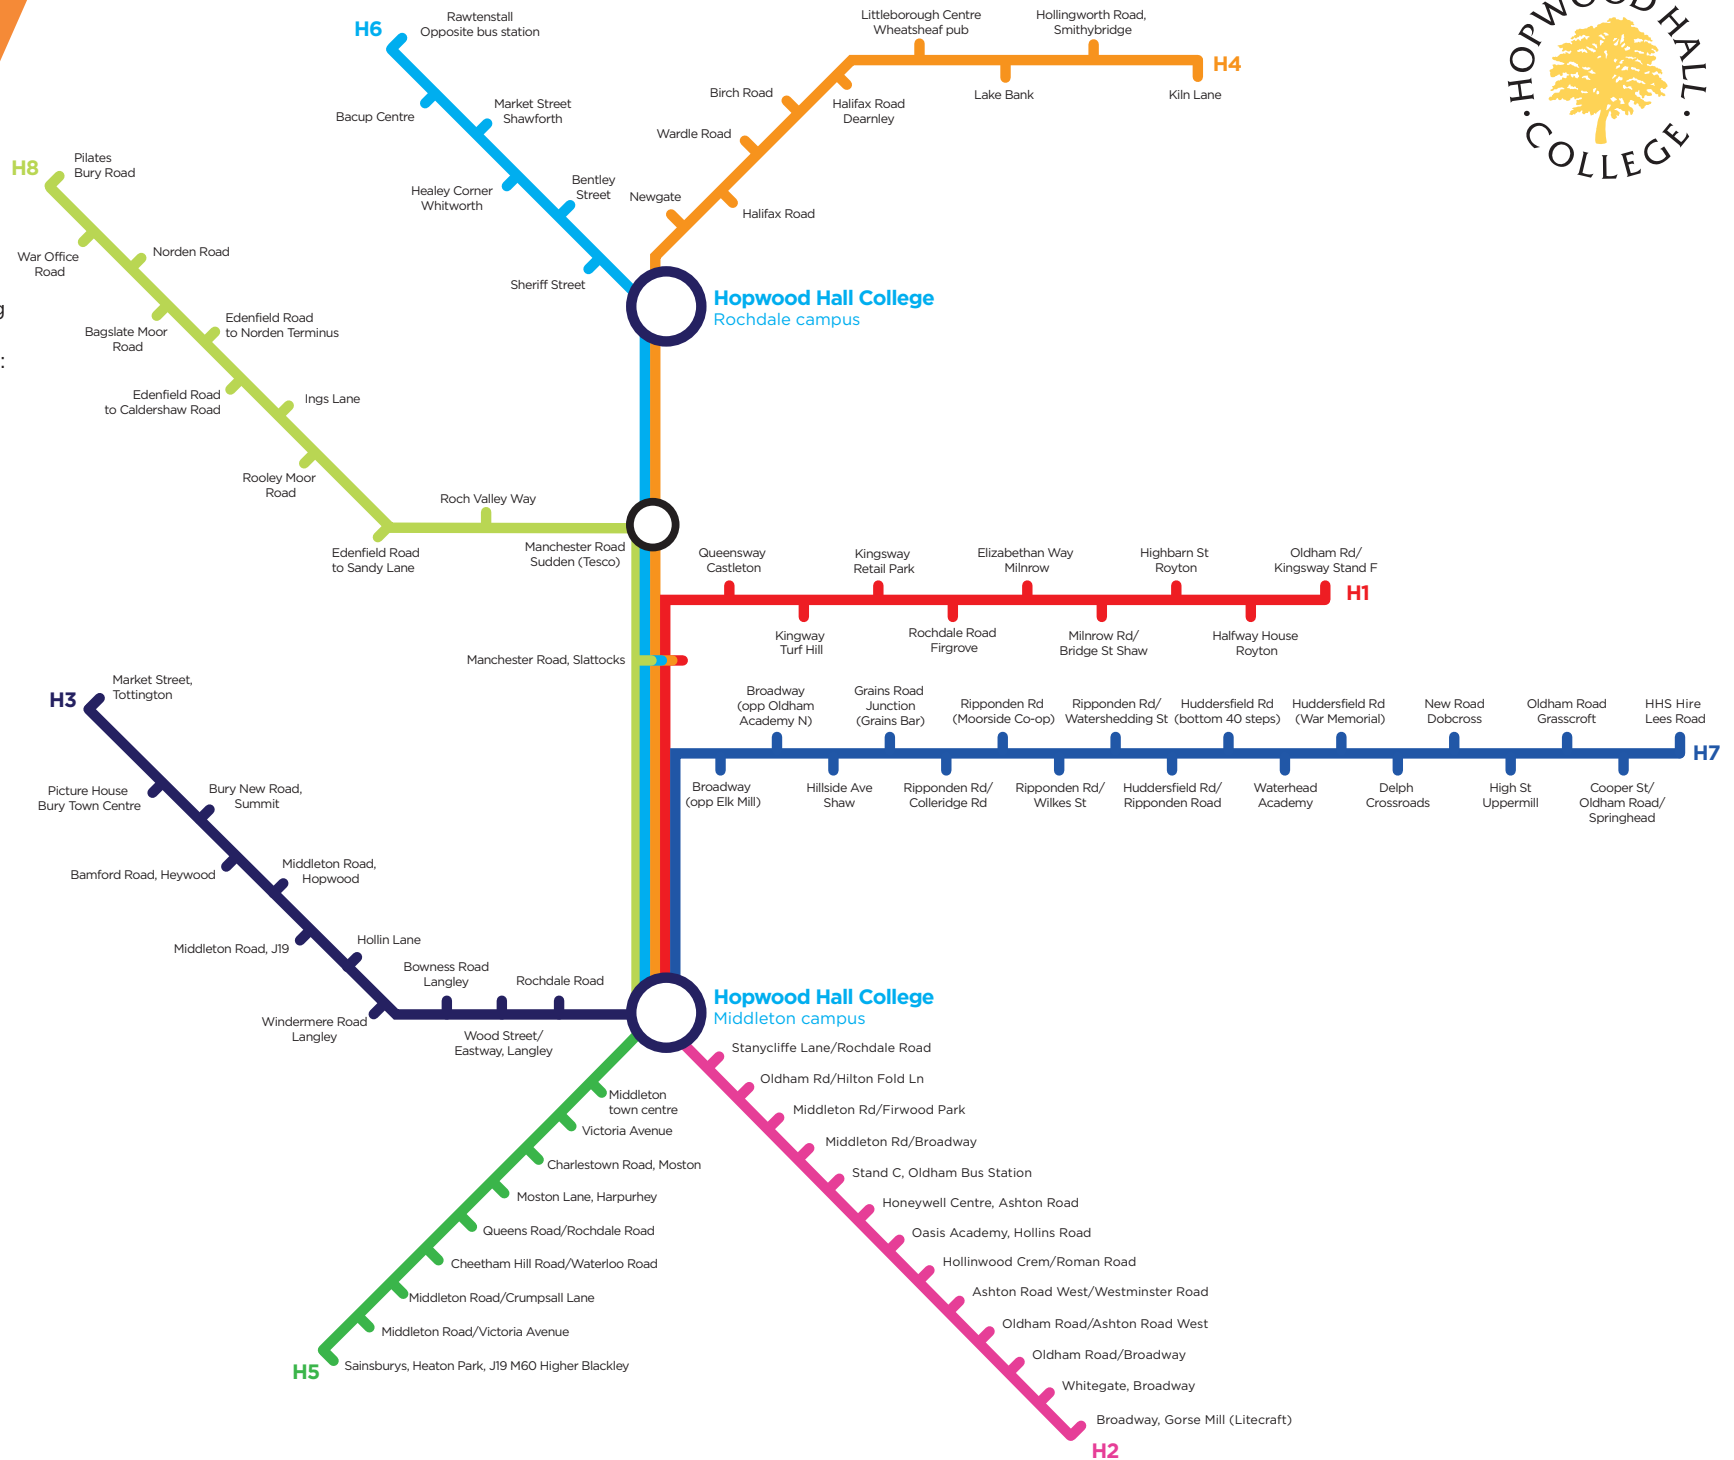 HOPWOOD HALL
· COLLEGE ·
g
:
H6
Rawtenstall
Opposite bus station
Bacup Centre
Market Street
Shawforth
Healey Corner
Whitworth
Bentley
Street
Sheriff Street
H4
Littleborough Centre
Wheatsheaf pub
Hollingworth Road,
Smithybridge
Lake Bank
Kiln Lane
Birch Road
Halifax Road
Dearnley
Wardle Road
Newgate
Halifax Road
Hopwood Hall College
Rochdale campus
H8
Pilates
Bury Road
War Office
Road
Norden Road
Bagslate Moor
Road
Edenfield Road
to Norden Terminus
Edenfield Road
to Caldershaw Road
Ings Lane
Rooley Moor
Road
Roch Valley Way
Edenfield Road
to Sandy Lane
Manchester Road
Sudden (Tesco)
Queensway
Castleton
Kingsway
Retail Park
Elizabethan Way
Milnrow
Highbarn St
Royton
Oldham Rd/
Kingsway Stand F
H1
Kingway
Turf Hill
Rochdale Road
Firgrove
Milnrow Rd/
Bridge St Shaw
Halfway House
Royton
Manchester Road, Slattocks
Broadway
(opp Oldham
Academy N)
Grains Road
Junction
(Grains Bar)
Ripponden Rd
(Moorside Co-op)
Ripponden Rd/
Watershedding St
Huddersfield Rd
(bottom 40 steps)
Huddersfield Rd
(War Memorial)
New Road
Dobcross
Oldham Road
Grasscroft
HHS Hire
Lees Road
H7
Broadway
(opp Elk Mill)
Hillside Ave
Shaw
Ripponden Rd/
Colleridge Rd
Ripponden Rd/
Wilkes St
Huddersfield Rd/
Ripponden Road
Waterhead
Academy
Delph
Crossroads
High St
Uppermill
Cooper St/
Oldham Road/
Springhead
H3
Market Street,
Tottington
Picture House
Bury Town Centre
Bury New Road,
Summit
Bamford Road, Heywood
Middleton Road,
Hopwood
Middleton Road, J19
Hollin Lane
Windermere Road
Langley
Bowness Road
Langley
Wood Street/
Eastway, Langley
Rochdale Road
Hopwood Hall College
Middleton campus
Middleton
town centre
Victoria Avenue
Charlestown Road, Moston
Moston Lane, Harpurhey
Queens Road/Rochdale Road
Cheetham Hill Road/Waterloo Road
Middleton Road/Crumpsall Lane
Middleton Road/Victoria Avenue
Sainsburys, Heaton Park, J19 M60 Higher Blackley
H5
Stanycliffe Lane/Rochdale Road
Oldham Rd/Hilton Fold Ln
Middleton Rd/Firwood Park
Middleton Rd/Broadway
Stand C, Oldham Bus Station
Honeywell Centre, Ashton Road
Oasis Academy, Hollins Road
Hollinwood Crem/Roman Road
Ashton Road West/Westminster Road
Oldham Road/Ashton Road West
Oldham Road/Broadway
Whitegate, Broadway
Broadway, Gorse Mill (Litecraft)
H2